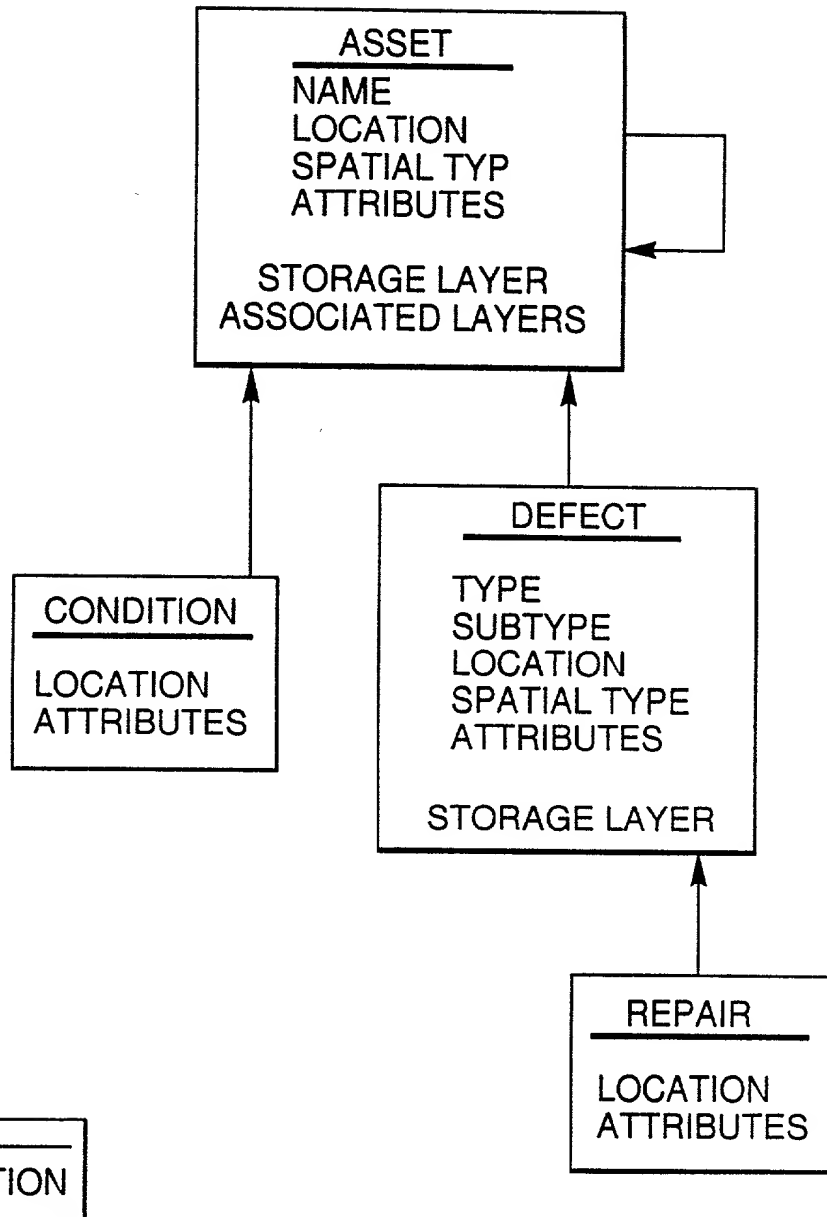 ASSET
NAME
LOCATION
SPATIAL TYP
ATTRIBUTES
STORAGE LAYER
ASSOCIATED LAYERS
CONDITION
LOCATION
ATTRIBUTES
DEFECT
TYPE
SUBTYPE
LOCATION
SPATIAL TYPE
ATTRIBUTES
STORAGE LAYER
REPAIR
LOCATION
ATTRIBUTES
TION